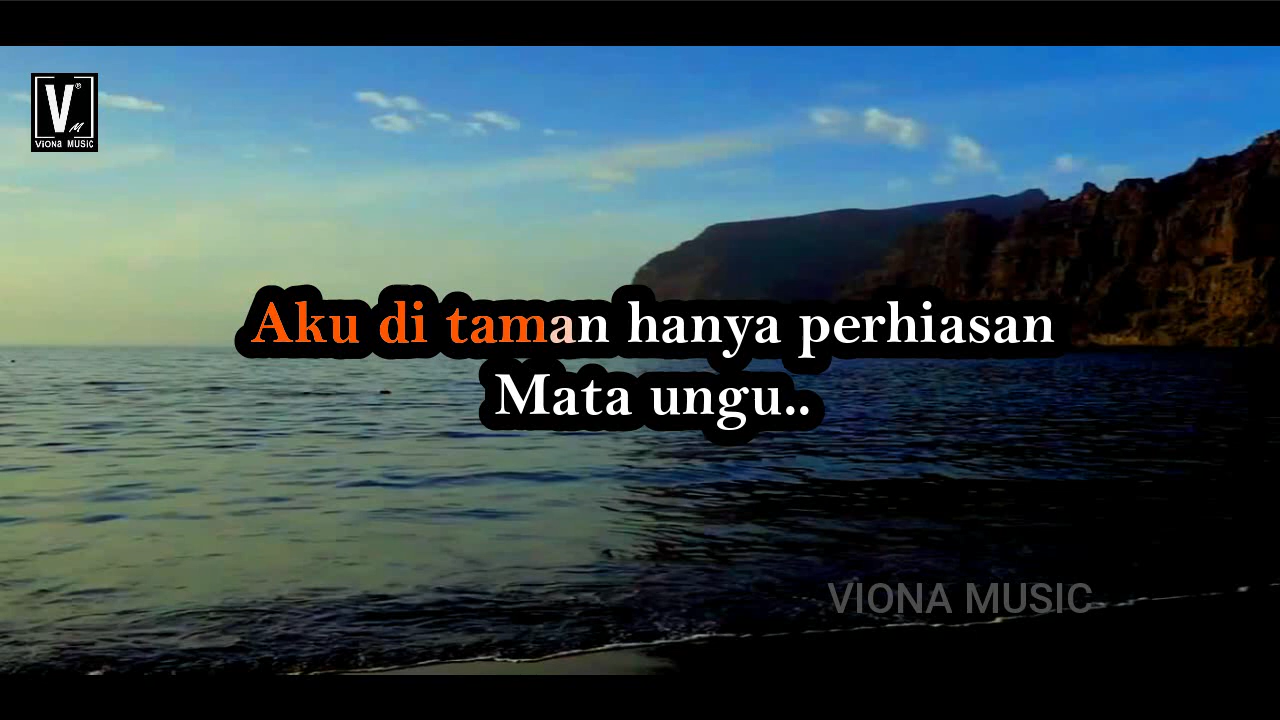 V®
M
VIONA MUSIC
Aku di taman hanya perhiasan
Mata ungu..
VIONA MUSIC